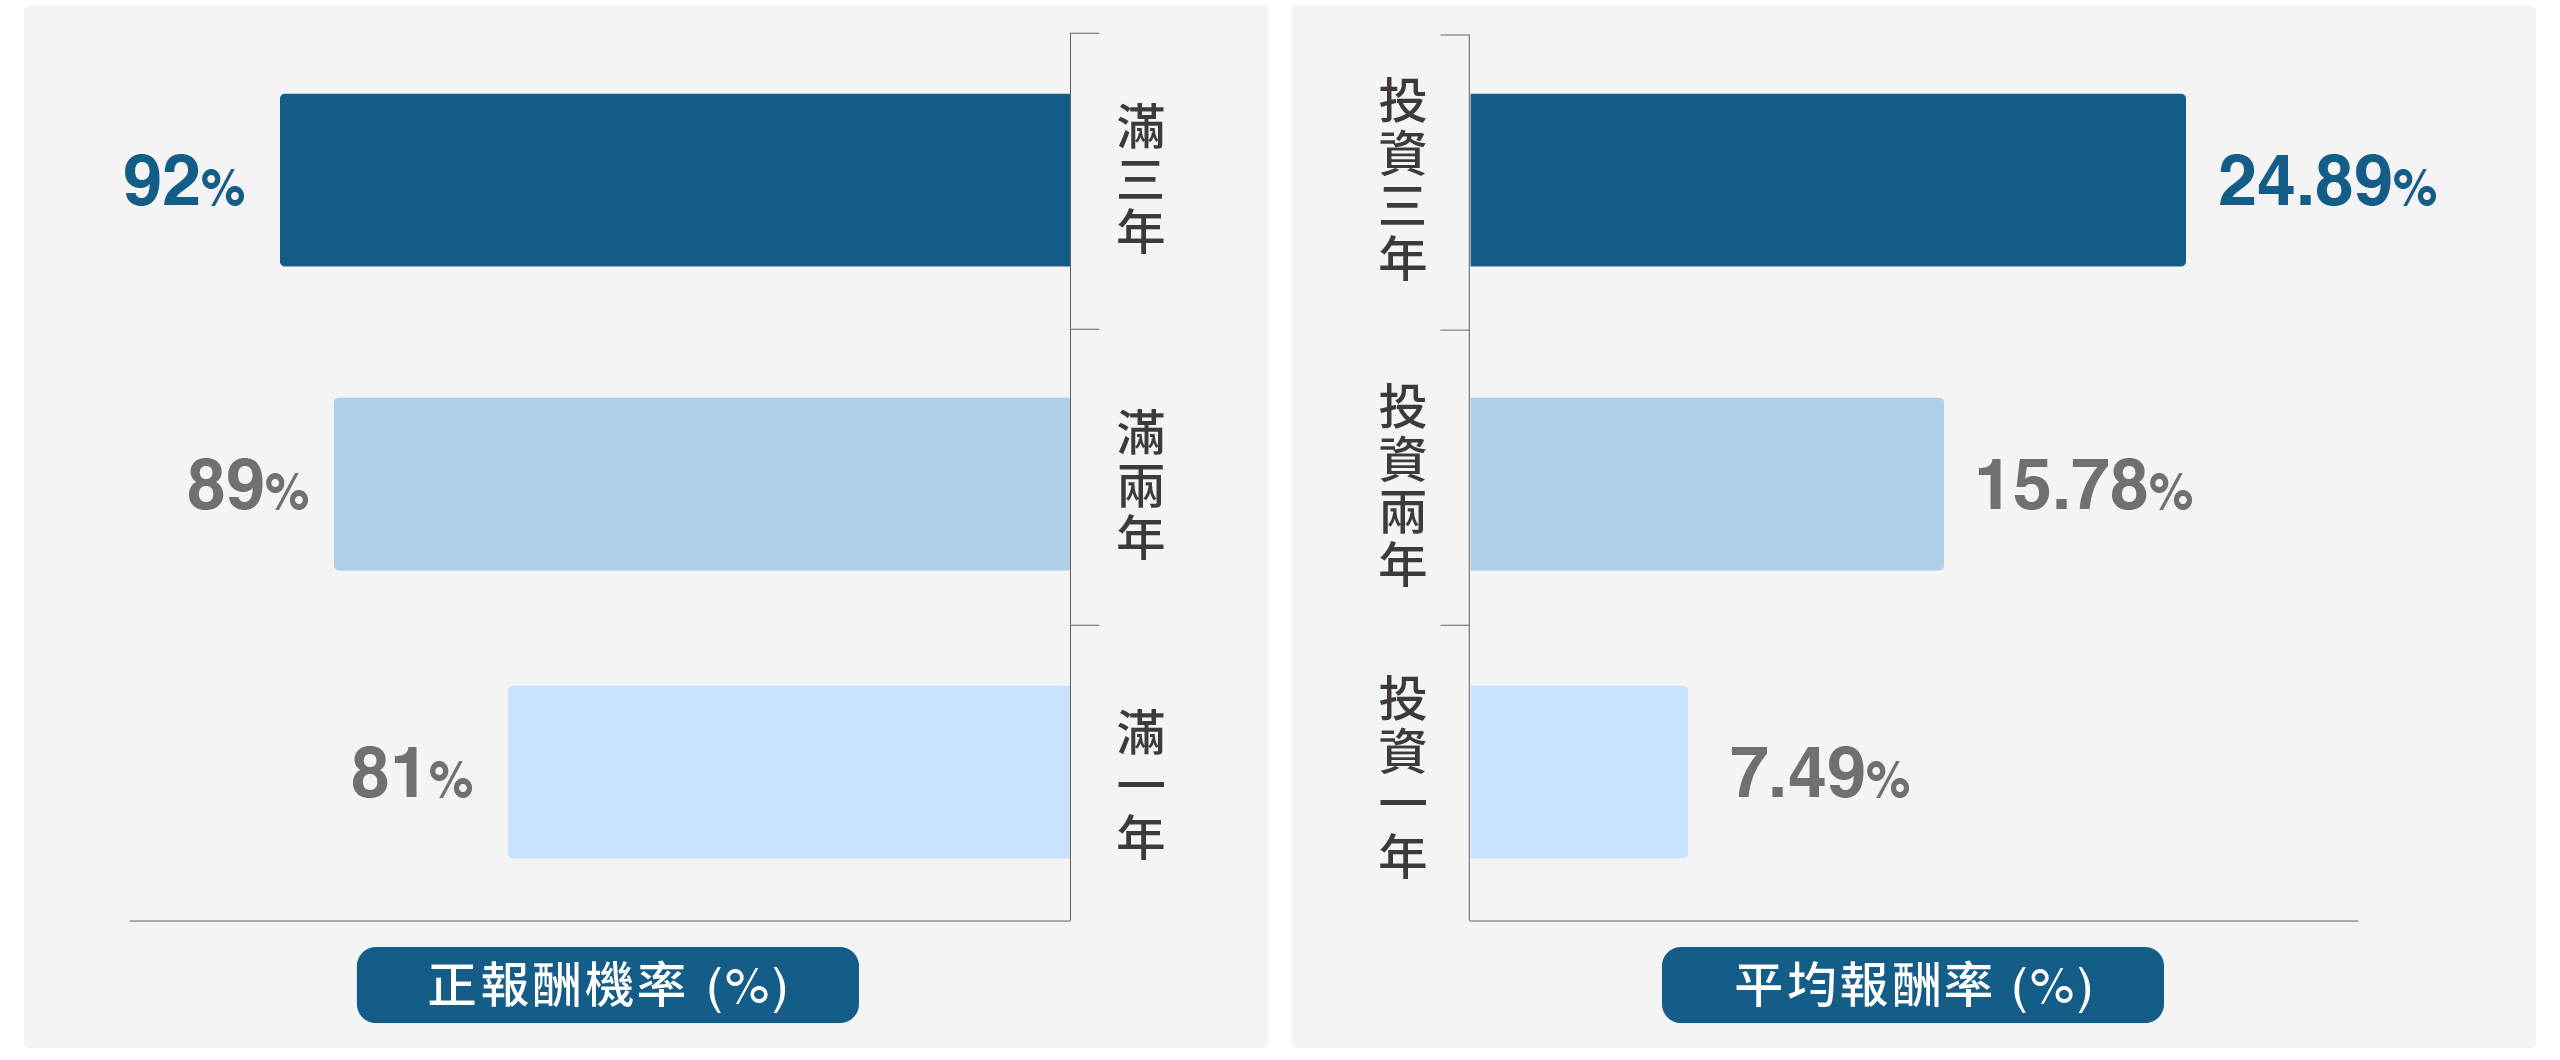 92%
滿三年
89%
滿兩年
81%
滿一年
正報酬機率 (%)
投資三年
24.89%
投資兩年
15.78%
投資一年
7.49%
平均報酬率 (%)